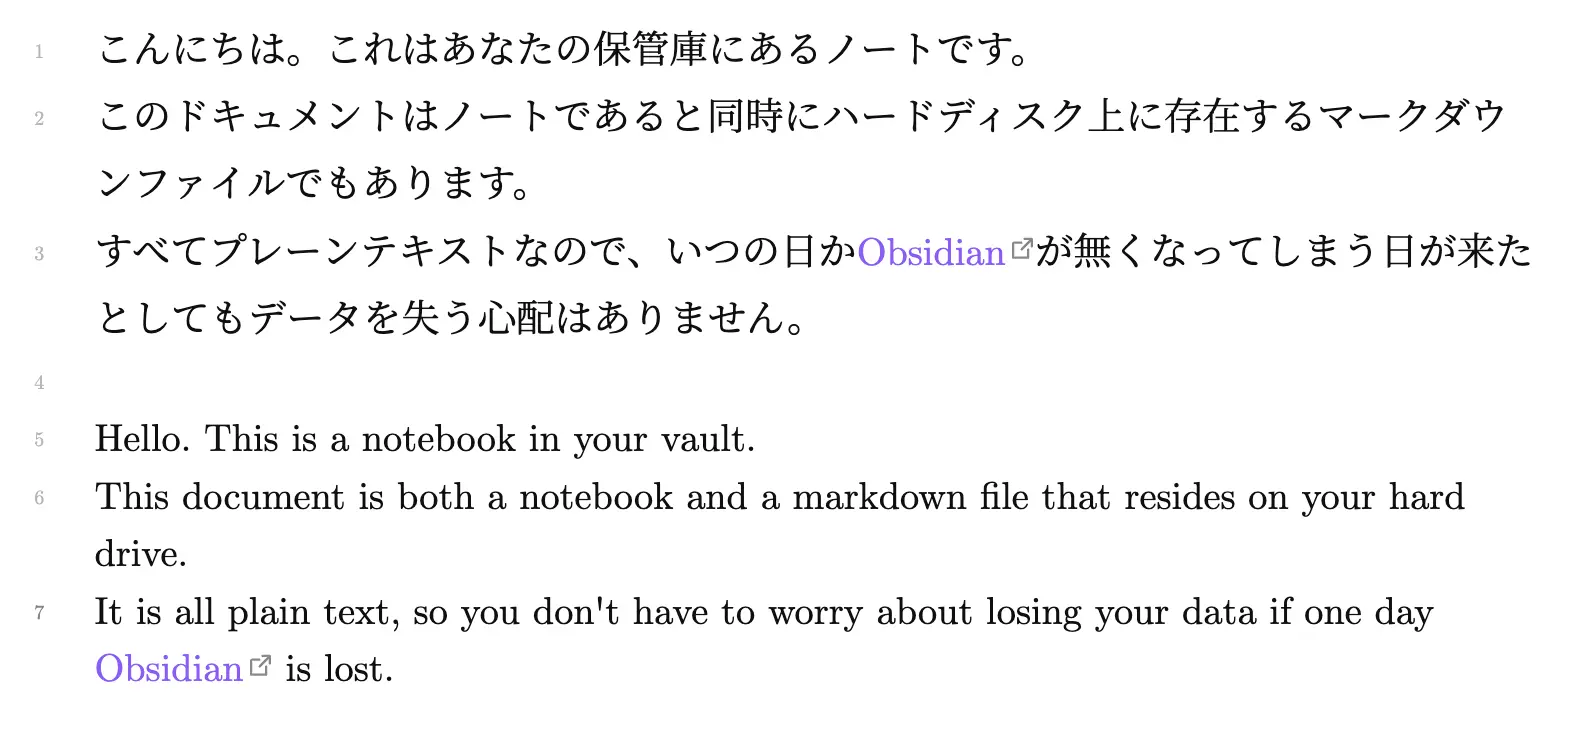 1 こんにちは。これはあなたの保管庫にあるノートです。
2 このドキュメントはノートであると同時にハードディスク上に存在するマークダウ
ンファイルでもあります。
3 すべてプレーンテキストなので、いつの日かObsidianが無くなってしまう日が来た
としてもデータを失う心配はありません。
4
5 Hello. This is a notebook in your vault.
6 This document is both a notebook and a markdown file that resides on your hard
drive.
7 It is all plain text, so you don't have to worry about losing your data if one day
Obsidian is lost.